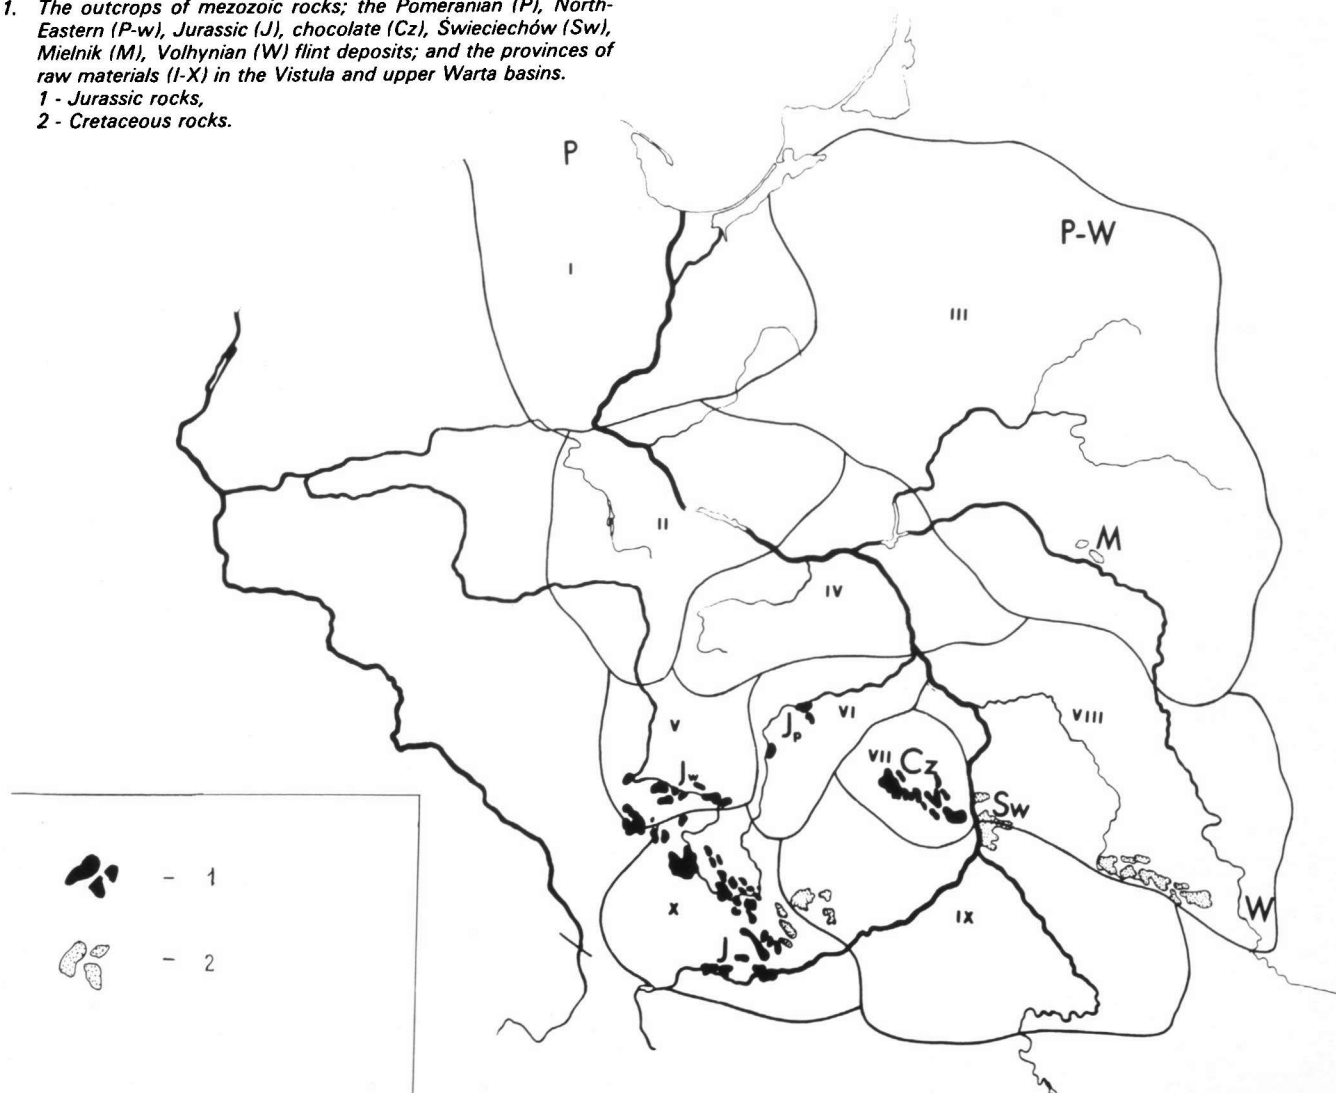 1. The outcrops of mezozoic rocks; the Pomeranian (P), North-
Eastern (P-w), Jurassic (J), chocolate (Cz), Świeciechów (Sw),
Mielnik (M), Volhynian (W) flint deposits; and the provinces of
raw materials (I-X) in the Vistula and upper Warta basins.
1 - Jurassic rocks,
2 - Cretaceous rocks.
P
P-W
I
III
II
M
IV
V
Jp
VI
VIII
VII Cz
Jw
Sw
X
IX
W
J
- 1
- 2